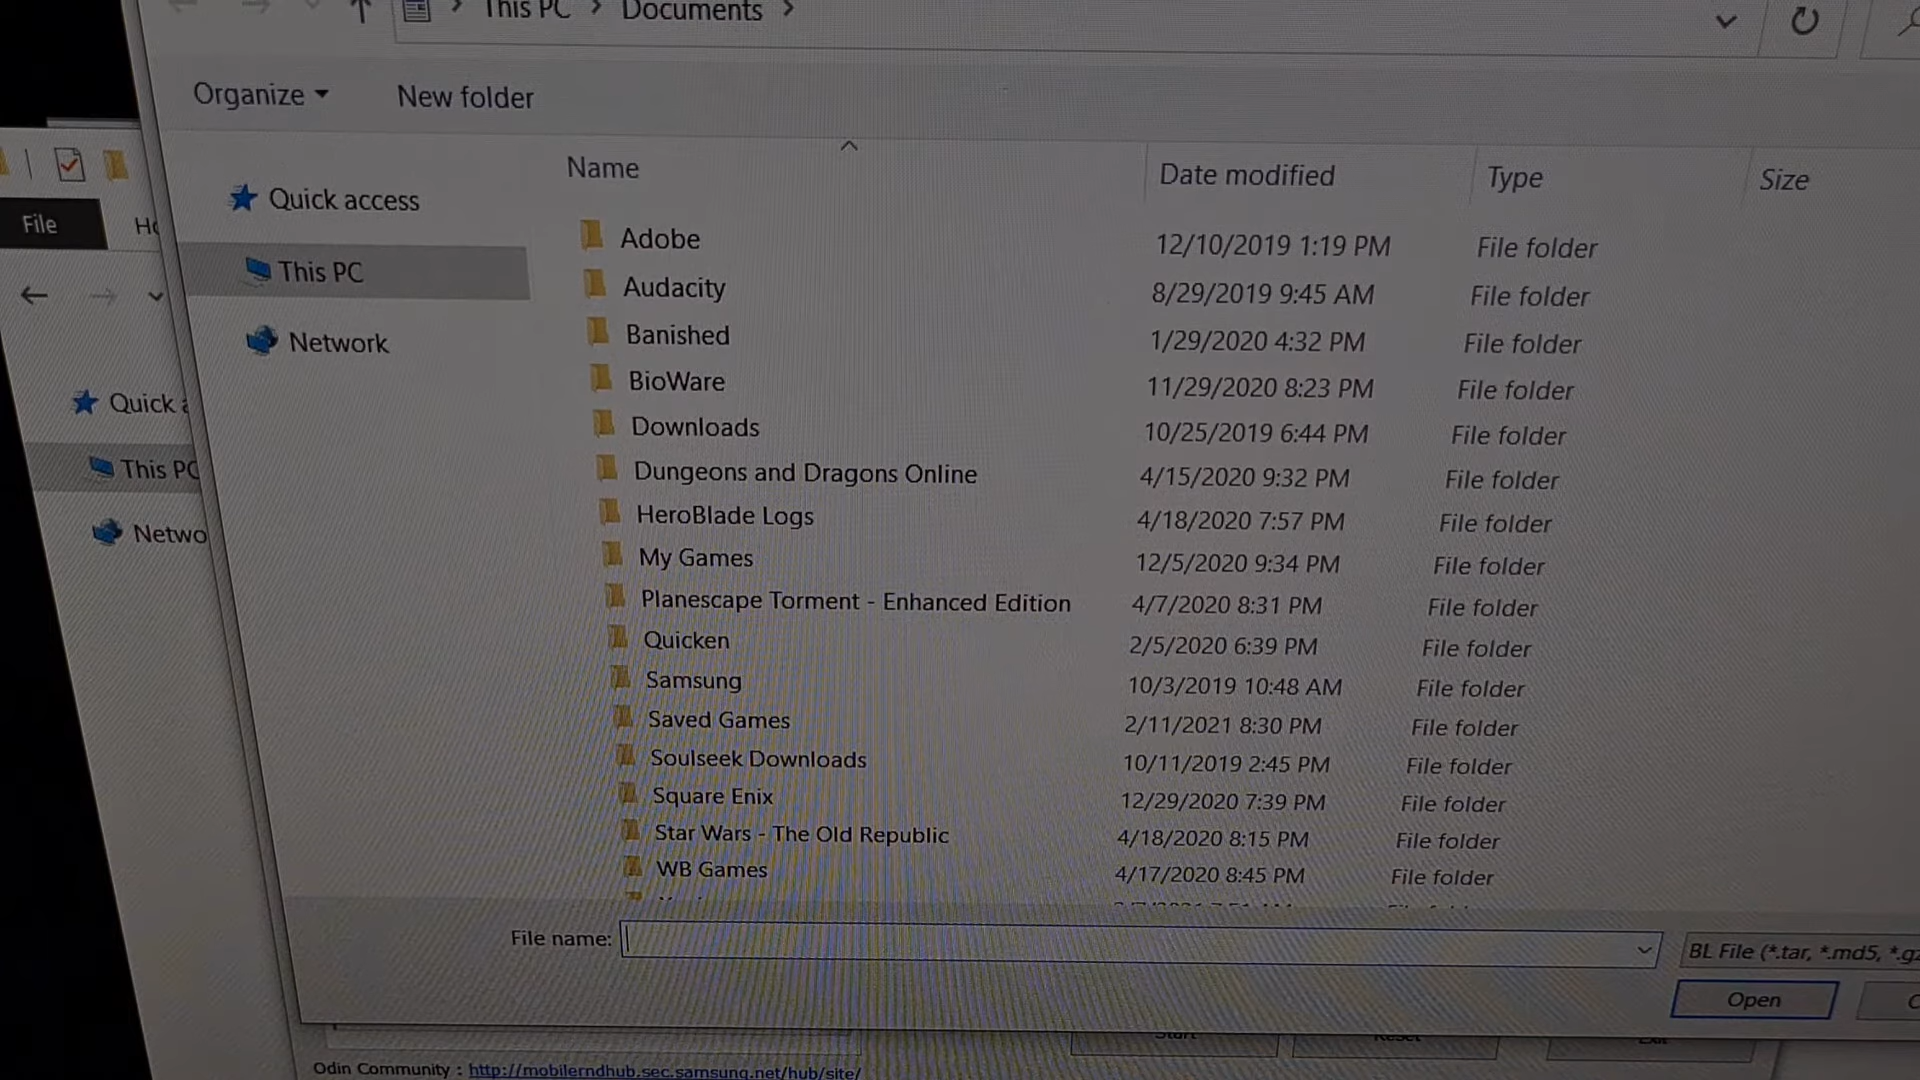 This PC > Documents >
Organize New folder
Name Date modified Type Size
File
Quick access
This PC
Network
Quick
This PC
Netwo
Adobe 12/10/2019 1:19 PM File folder
Audacity 8/29/2019 9:45 AM File folder
Banished 1/29/2020 4:32 PM File folder
BioWare 11/29/2020 8:23 PM File folder
Downloads 10/25/2019 6:44 PM File folder
Dungeons and Dragons Online 4/15/2020 9:32 PM File folder
HeroBlade Logs 4/18/2020 7:57 PM File folder
My Games 12/5/2020 9:34 PM File folder
Planescape Torment - Enhanced Edition 4/7/2020 8:31 PM File folder
Quicken 2/5/2020 6:39 PM File folder
Samsung 10/3/2019 10:48 AM File folder
Saved Games 2/11/2021 8:30 PM File folder
Soulseek Downloads 10/11/2019 2:45 PM File folder
Square Enix 12/29/2020 7:39 PM File folder
Star Wars - The Old Republic 4/18/2020 8:15 PM File folder
WB Games 4/17/2020 8:45 PM File folder
File name: BL File (*.tar, *.md5, *.gz
Open
Start Reset Exit
Odin Community : http://mobilerndhub.sec.samsung.net/hub/site/